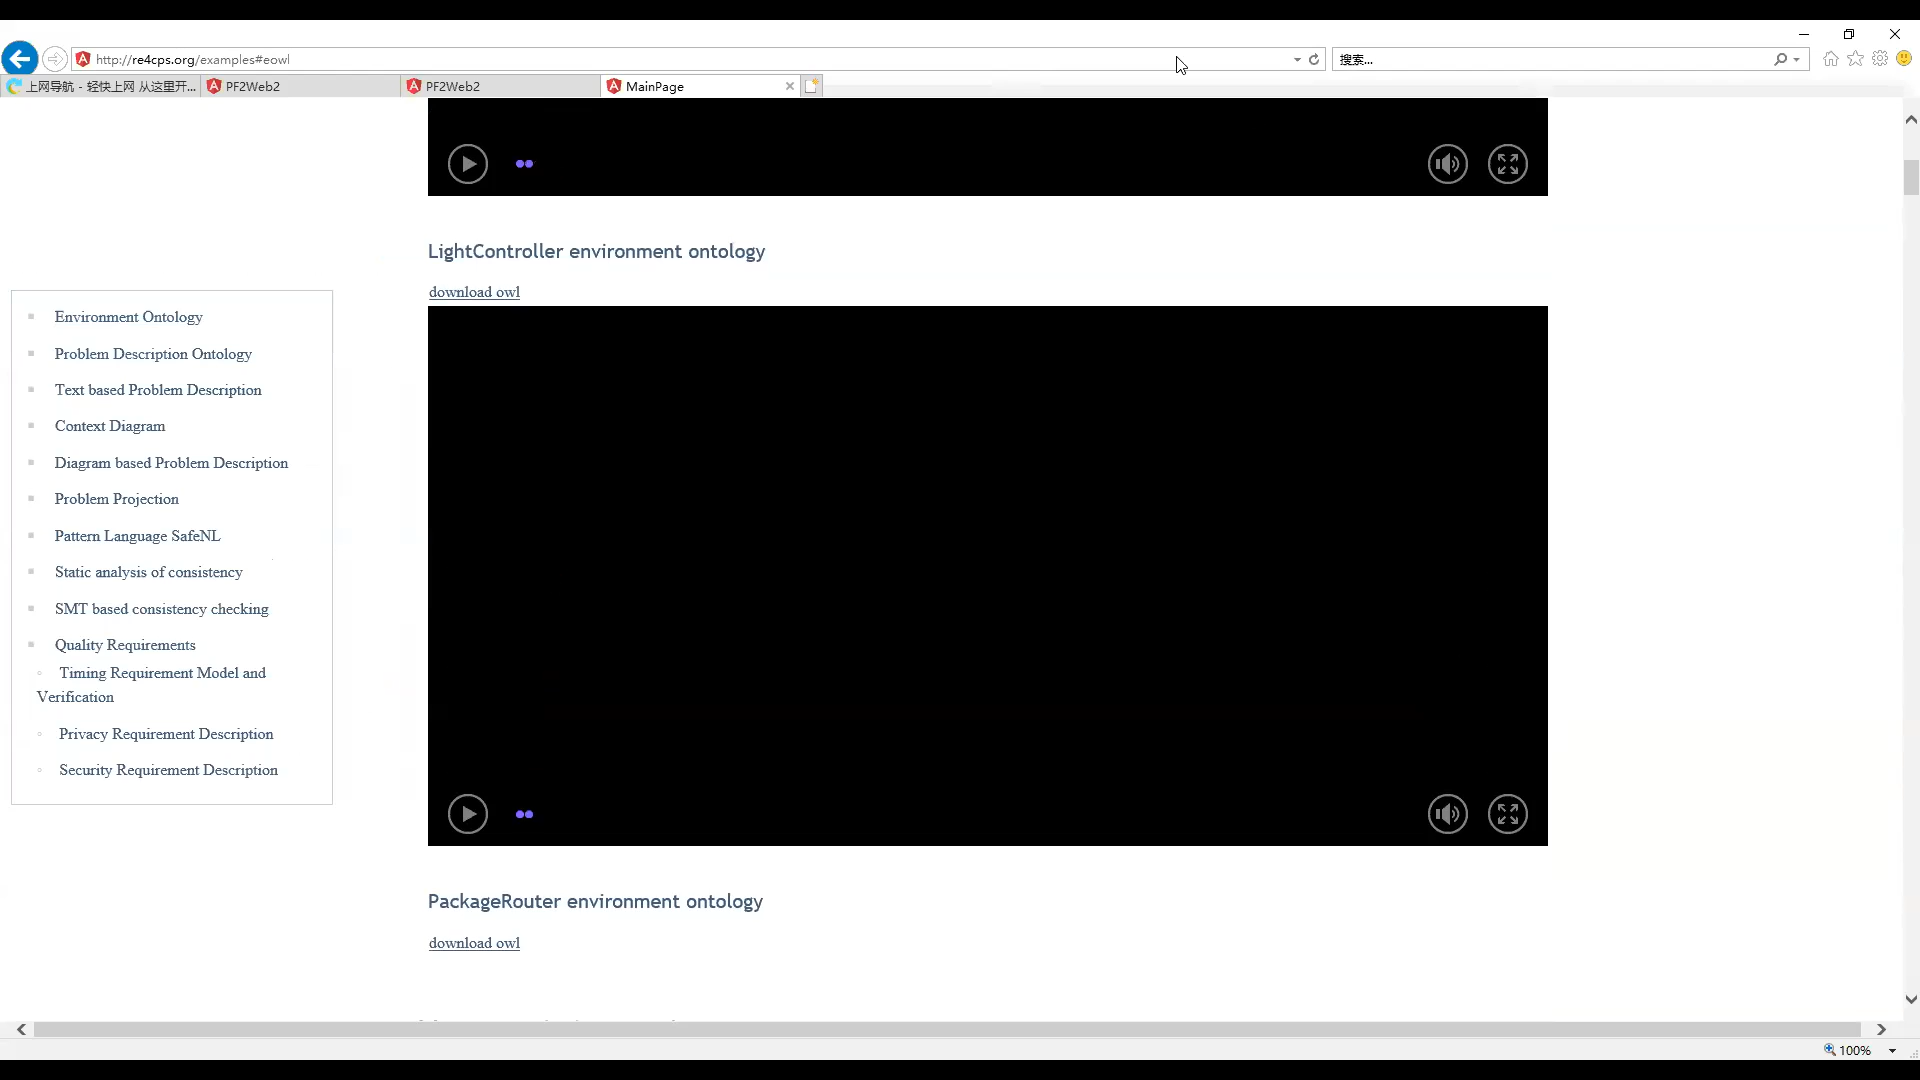 http://re4cps.org/examples#eowl
搜索...
上网导航 - 轻快上网 从这里开...
PF2Web2
PF2Web2
MainPage
LightController environment ontology
download owl
Environment Ontology
Problem Description Ontology
Text based Problem Description
Context Diagram
Diagram based Problem Description
Problem Projection
Pattern Language SafeNL
Static analysis of consistency
SMT based consistency checking
Quality Requirements
Timing Requirement Model and
Verification
Privacy Requirement Description
Security Requirement Description
PackageRouter environment ontology
download owl
100%